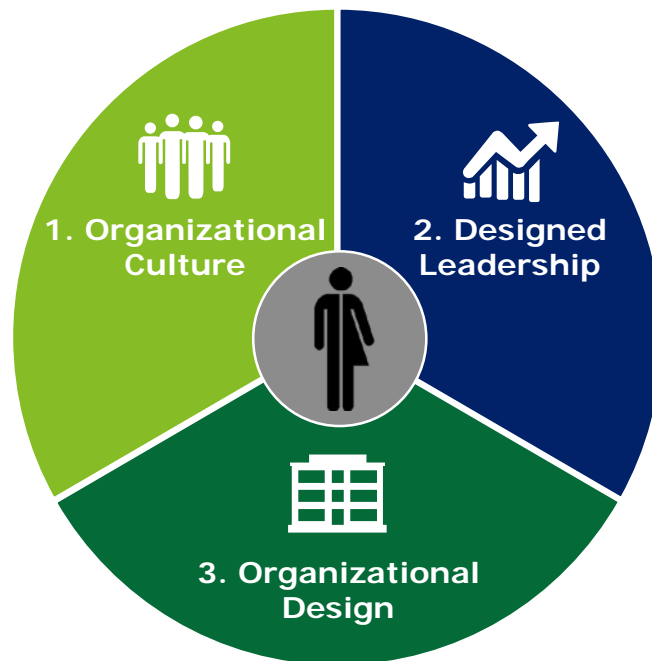 1. Organizational
Culture
2. Designed
Leadership
3. Organizational
Design